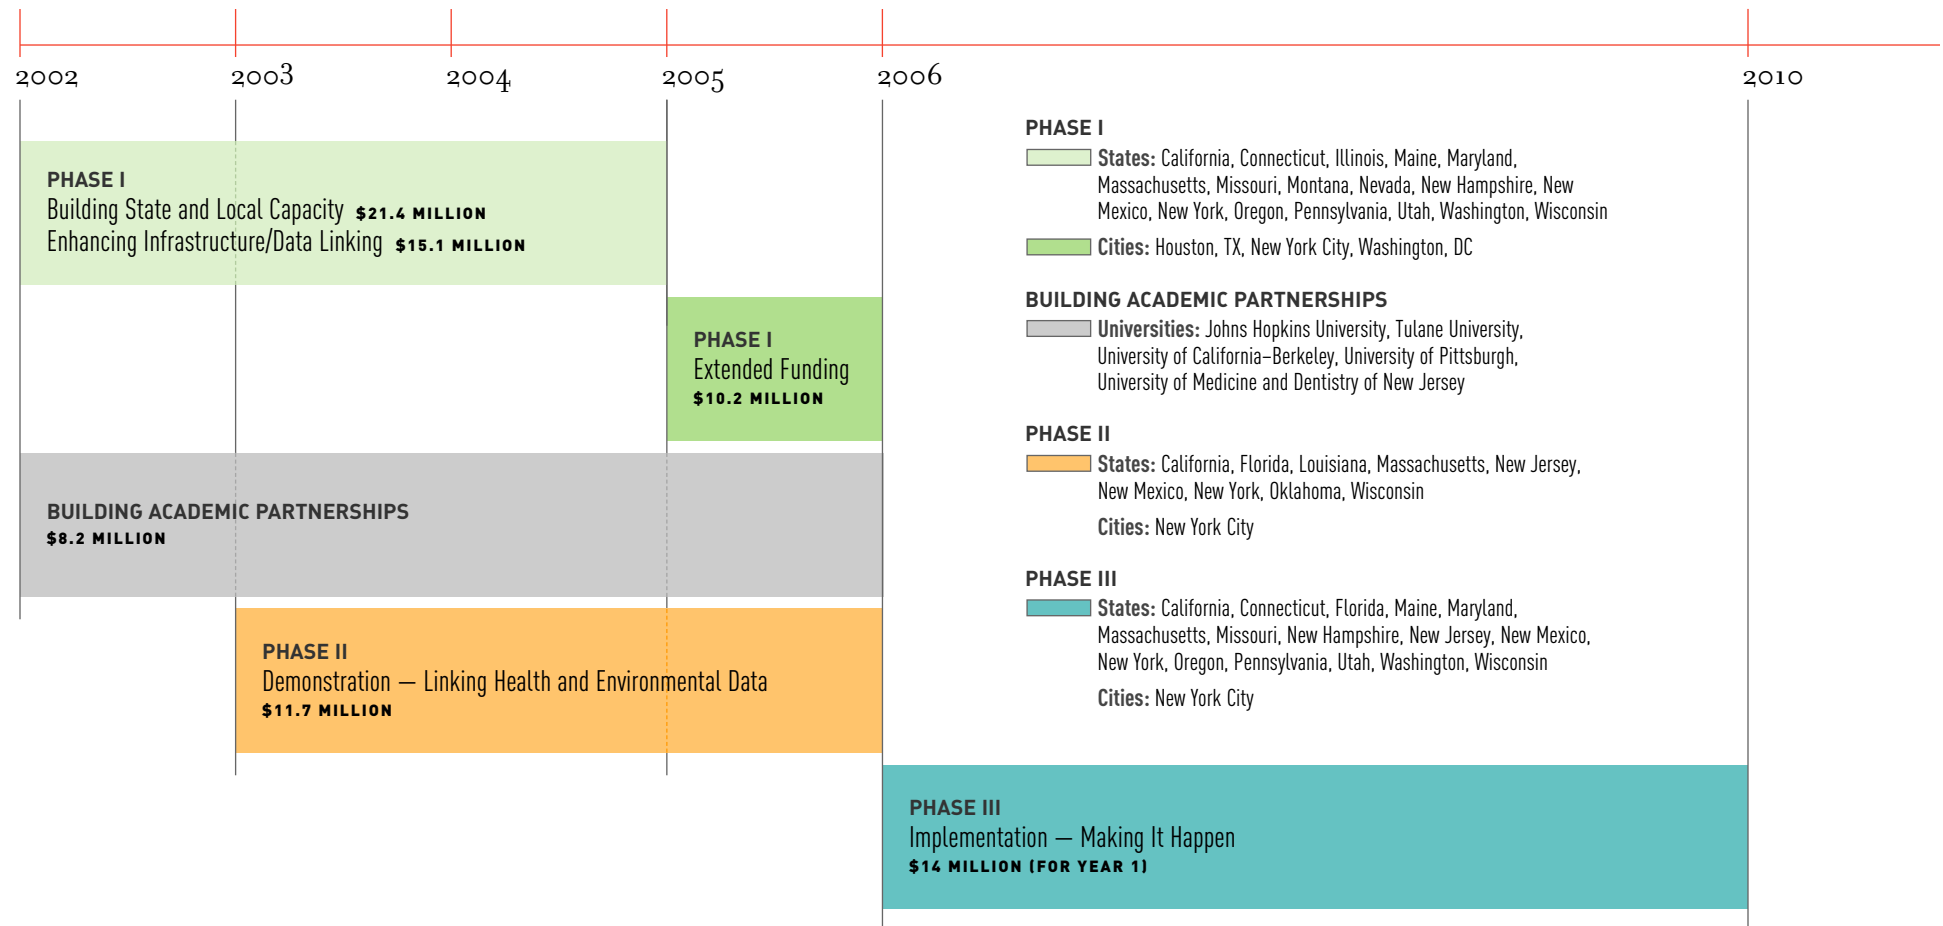 2002 2003 2004 2005 2006 2010
PHASE I
Building State and Local Capacity $21.4 MILLION
Enhancing Infrastructure/Data Linking $15.1 MILLION
PHASE I
Extended Funding
$10.2 MILLION
BUILDING ACADEMIC PARTNERSHIPS
$8.2 MILLION
PHASE II
Demonstration — Linking Health and Environmental Data
$11.7 MILLION
PHASE I
States: California, Connecticut, Illinois, Maine, Maryland,
Massachusetts, Missouri, Montana, Nevada, New Hampshire, New
Mexico, New York, Oregon, Pennsylvania, Utah, Washington, Wisconsin
Cities: Houston, TX, New York City, Washington, DC
BUILDING ACADEMIC PARTNERSHIPS
Universities: Johns Hopkins University, Tulane University,
University of California–Berkeley, University of Pittsburgh,
University of Medicine and Dentistry of New Jersey
PHASE II
States: California, Florida, Louisiana, Massachusetts, New Jersey,
New Mexico, New York, Oklahoma, Wisconsin
Cities: New York City
PHASE III
States: California, Connecticut, Florida, Maine, Maryland,
Massachusetts, Missouri, New Hampshire, New Jersey, New Mexico,
New York, Oregon, Pennsylvania, Utah, Washington, Wisconsin
Cities: New York City
PHASE III
Implementation — Making It Happen
$14 MILLION (FOR YEAR 1)